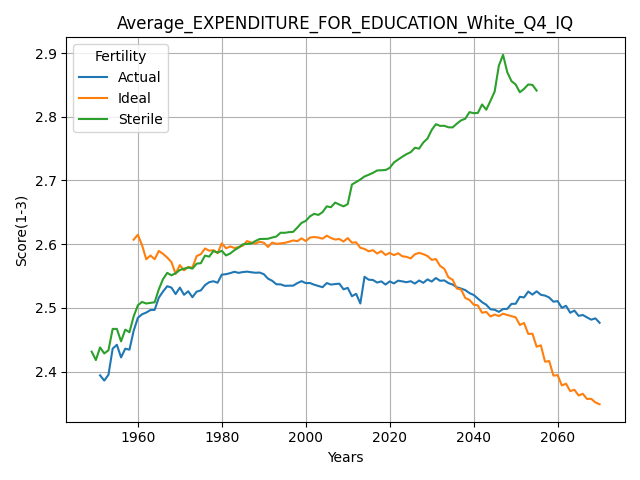 Average_EXPENDITURE_FOR_EDUCATION_White_Q4_IQ
Fertility
Actual
Ideal
Sterile
Score(1-3)
2.9
2.8
2.7
2.6
2.5
2.4
1960 1980 2000 2020 2040 2060
Years